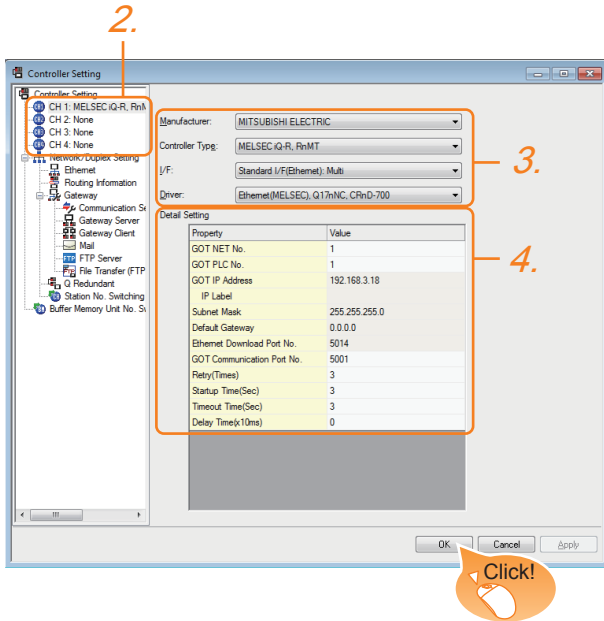 2.
Controller Setting
Controller Setting
CH 1: MELSEC iQ-R, RnM
CH 2: None
CH 3: None
CH 4: None
Network/Duplex Setting
Ethernet
Routing Information
Gateway
Communication Se
Gateway Server
Gateway Client
Mail
FTP Server
File Transfer (FTP
Q Redundant
Station No. Switching
Buffer Memory Unit No. Sw
Manufacturer: MITSUBISHI ELECTRIC
Controller Type: MELSEC iQ-R, RnMT
I/F: Standard I/F(Ethernet): Multi
Driver: Ethernet(MELSEC), Q17nNC, CRnD-700
3.
Detail Setting
Property Value
GOT NET No. 1
GOT PLC No. 1
GOT IP Address 192.168.3.18
IP Label
Subnet Mask 255.255.255.0
Default Gateway 0.0.0.0
Ethernet Download Port No. 5014
GOT Communication Port No. 5001
Retry(Times) 3
Startup Time(Sec) 3
Timeout Time(Sec) 3
Delay Time(x10ms) 0
4.
OK Cancel Apply
Click!